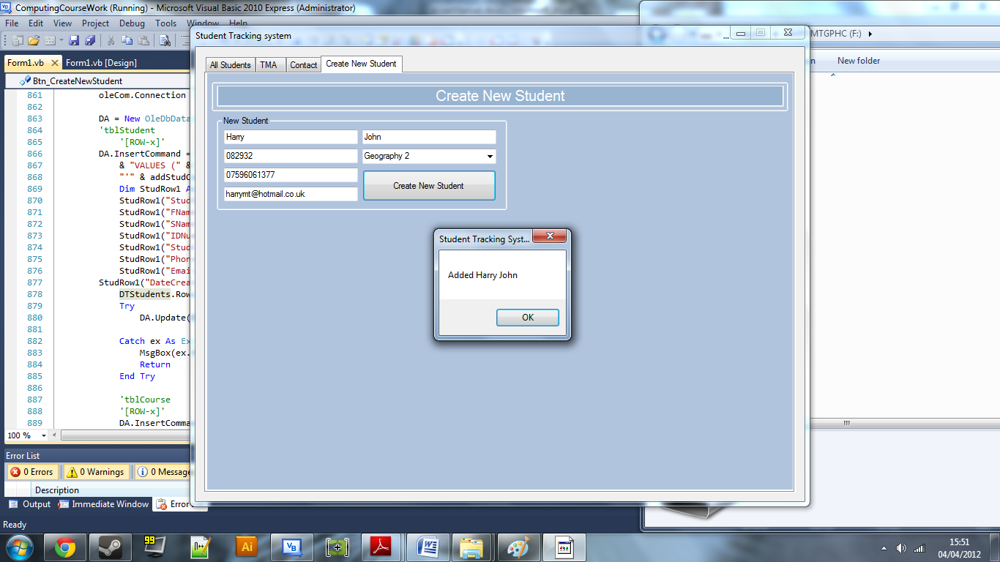 ComputingCourseWork (Running) - Microsoft Visual Basic 2010 Express (Administrator)
File Edit View Project Debug Tools Window Help
Form1.vb Form1.vb [Design]
Btn_CreateNewStudent
861 oleCom.Connection
862
863 DA = New OleDbData
864 'tblStudent
865 '[ROW-x]'
866 DA.InsertCommand =
867 & "VALUES (" &
868 "'" & addStudC
869 Dim StudRow1 A
870 StudRow1("Stud
871 StudRow1("FNam
872 StudRow1("SNam
873 StudRow1("IDNu
874 StudRow1("Stud
875 StudRow1("Phon
876 StudRow1("Emai
877 StudRow1("DateCrea
878 DTStudents.Row
879 Try
880 DA.Update(
881
882 Catch ex As Ex
883 MsgBox(ex.
884 Return
885 End Try
886
887 'tblCourse
888 '[ROW-x]'
889 DA.InsertComma
100 %
Error List
0 Errors 0 Warnings 0 Message
Description
Output Immediate Window Error
Ready
Student Tracking system
...
All Students TMA Contact Create New Student
Create New Student
New Student
Harry John
082932 Geography 2
07596061377
Create New Student
harrymt@hotmail.co.uk
Student Tracking Syst...
Added Harry John
OK
MTGPHC (F:)
n New folder
99
n++
Ai
VB
15:51
04/04/2012